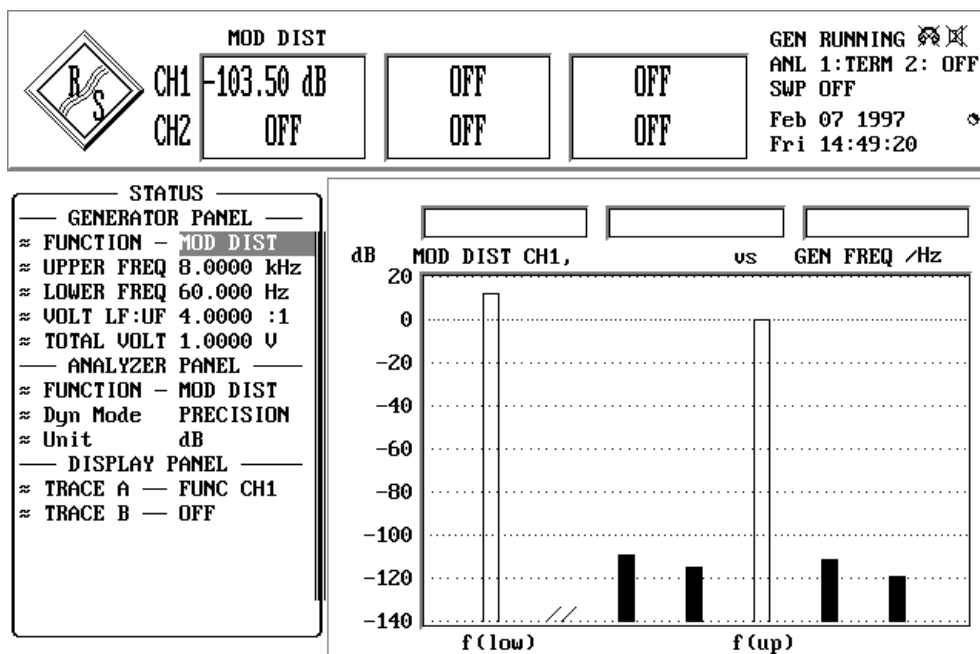 MOD DIST
R S
CH1 -103.50 dB OFF OFF
CH2 OFF OFF OFF
GEN RUNNING
ANL 1:TERM 2: OFF
SWP OFF
Feb 07 1997
Fri 14:49:20
STATUS
GENERATOR PANEL
≈ FUNCTION - MOD DIST
≈ UPPER FREQ 8.0000 kHz
≈ LOWER FREQ 60.000 Hz
≈ VOLT LF:UF 4.0000 :1
≈ TOTAL VOLT 1.0000 V
ANALYZER PANEL
≈ FUNCTION - MOD DIST
≈ Dyn Mode PRECISION
≈ Unit dB
DISPLAY PANEL
≈ TRACE A — FUNC CH1
≈ TRACE B — OFF
dB MOD DIST CH1, vs GEN FREQ /Hz
20
0
-20
-40
-60
-80
-100
-120
-140
f(low) // f(up)